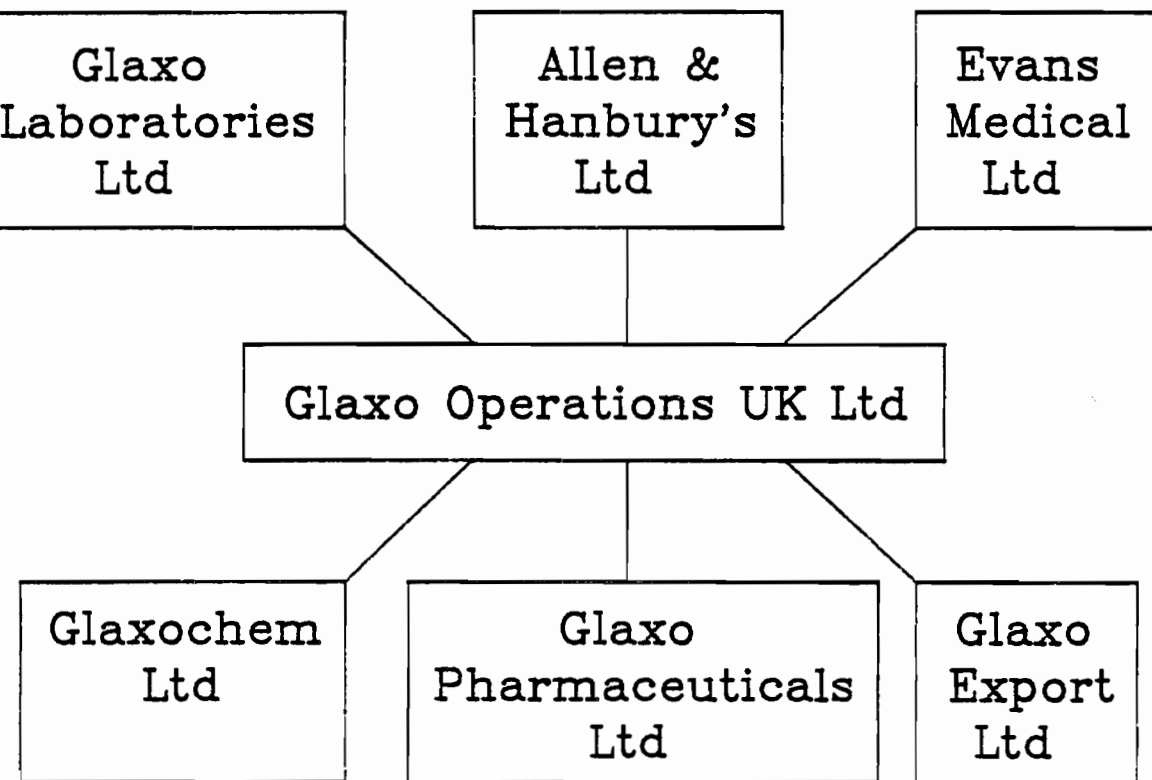 Glaxo
Laboratories
Ltd
Allen &
Hanbury's
Ltd
Evans
Medical
Ltd
Glaxo Operations UK Ltd
Glaxochem
Ltd
Glaxo
Pharmaceuticals
Ltd
Glaxo
Export
Ltd